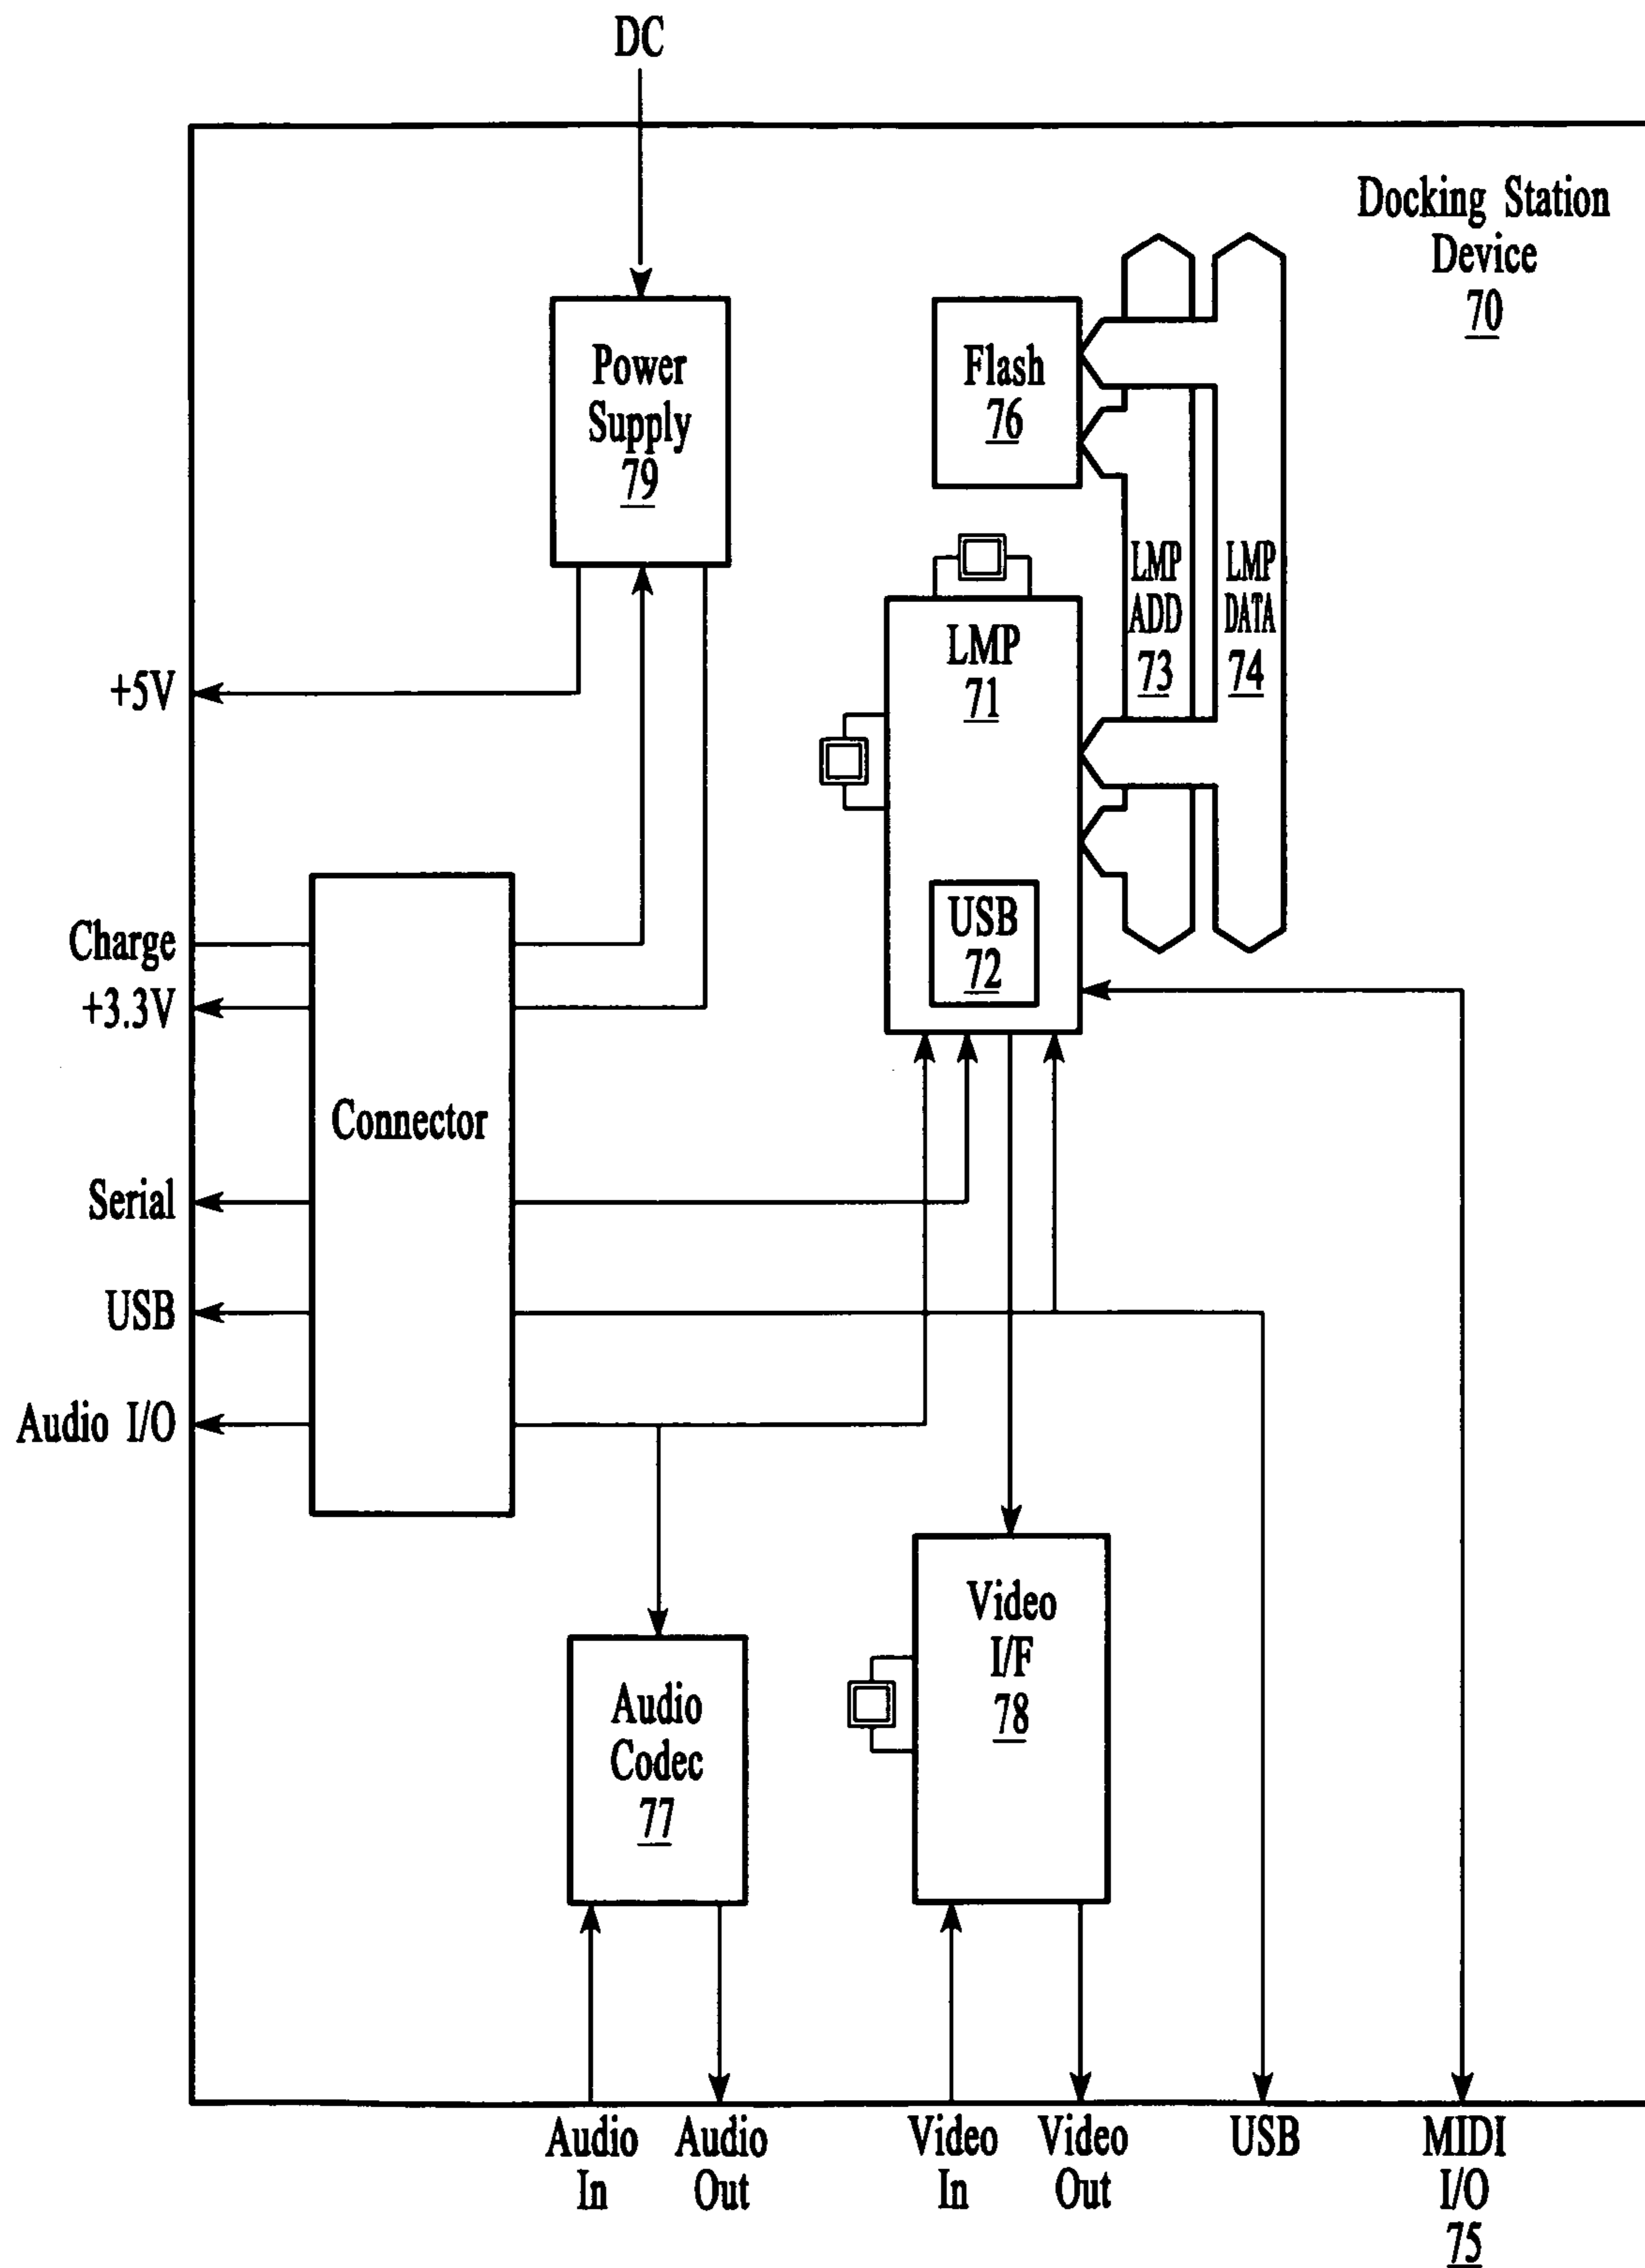 DC
Docking Station
Device
70
Power
Supply
79
Flash
76
LMP
ADD
73
LMP
DATA
74
LMP
71
USB
72
+5V
Charge
+3.3V
Connector
Serial
USB
Audio I/O
Video
I/F
78
Audio
Codec
77
Audio
In
Audio
Out
Video
In
Video
Out
USB
MIDI
I/O
75